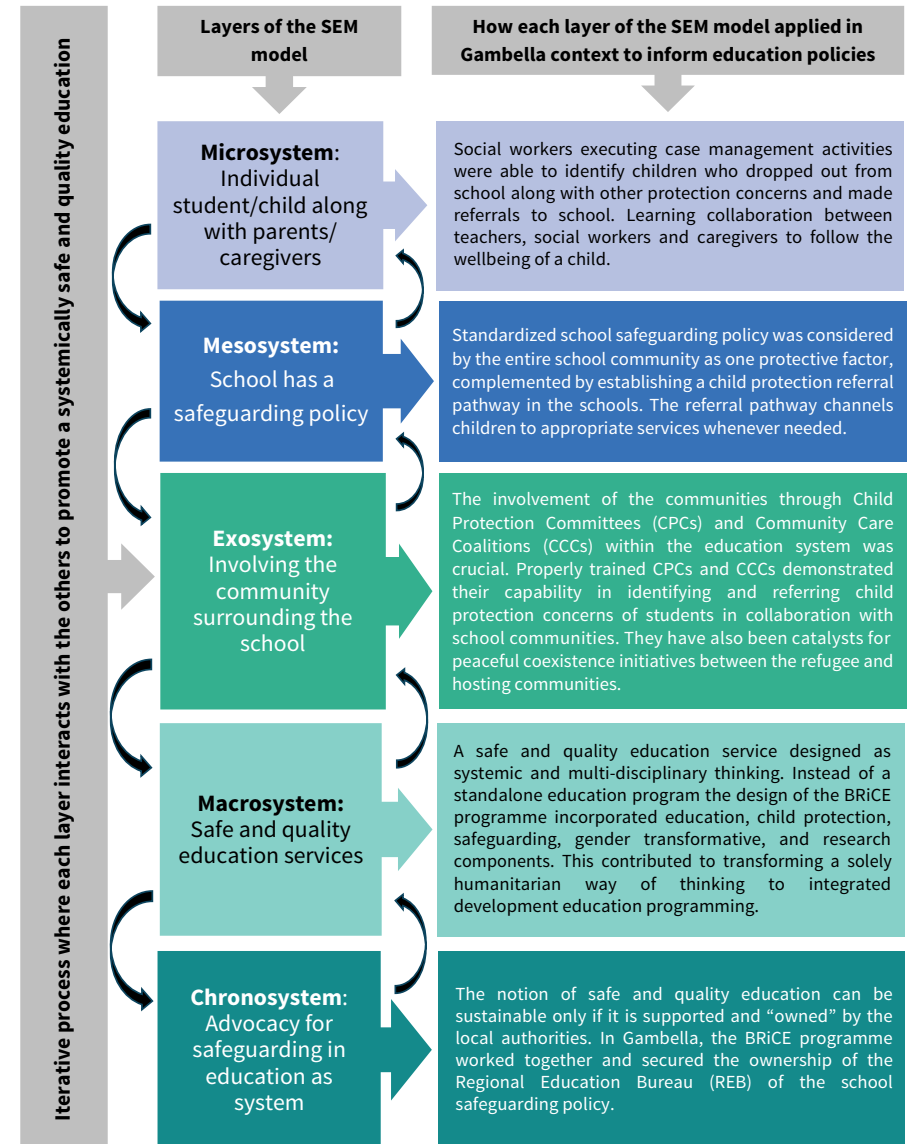 Iterative process where each layer interacts with the others to promote a systemically safe and quality education
Layers of the SEM
model
How each layer of the SEM model applied in
Gambella context to inform education policies
Microsystem:
Individual
student/child along
with parents/
caregivers
Social workers executing case management activities
were able to identify children who dropped out from
school along with other protection concerns and made
referrals to school. Learning collaboration between
teachers, social workers and caregivers to follow the
wellbeing of a child.
Mesosystem:
School has a
safeguarding policy
Standardized school safeguarding policy was considered
by the entire school community as one protective factor,
complemented by establishing a child protection referral
pathway in the schools. The referral pathway channels
children to appropriate services whenever needed.
Exosystem:
Involving the
community
surrounding the
school
The involvement of the communities through Child
Protection Committees (CPCs) and Community Care
Coalitions (CCCs) within the education system was
crucial. Properly trained CPCs and CCCs demonstrated
their capability in identifying and referring child
protection concerns of students in collaboration with
school communities. They have also been catalysts for
peaceful coexistence initiatives between the refugee and
hosting communities.
Macrosystem:
Safe and quality
education services
A safe and quality education service designed as
systemic and multi-disciplinary thinking. Instead of a
standalone education program the design of the BRiCE
programme incorporated education, child protection,
safeguarding, gender transformative, and research
components. This contributed to transforming a solely
humanitarian way of thinking to integrated
development education programming.
Chronosystem:
Advocacy for
safeguarding in
education as
system
The notion of safe and quality education can be
sustainable only if it is supported and “owned” by the
local authorities. In Gambella, the BRiCE programme
worked together and secured the ownership of the
Regional Education Bureau (REB) of the school
safeguarding policy.